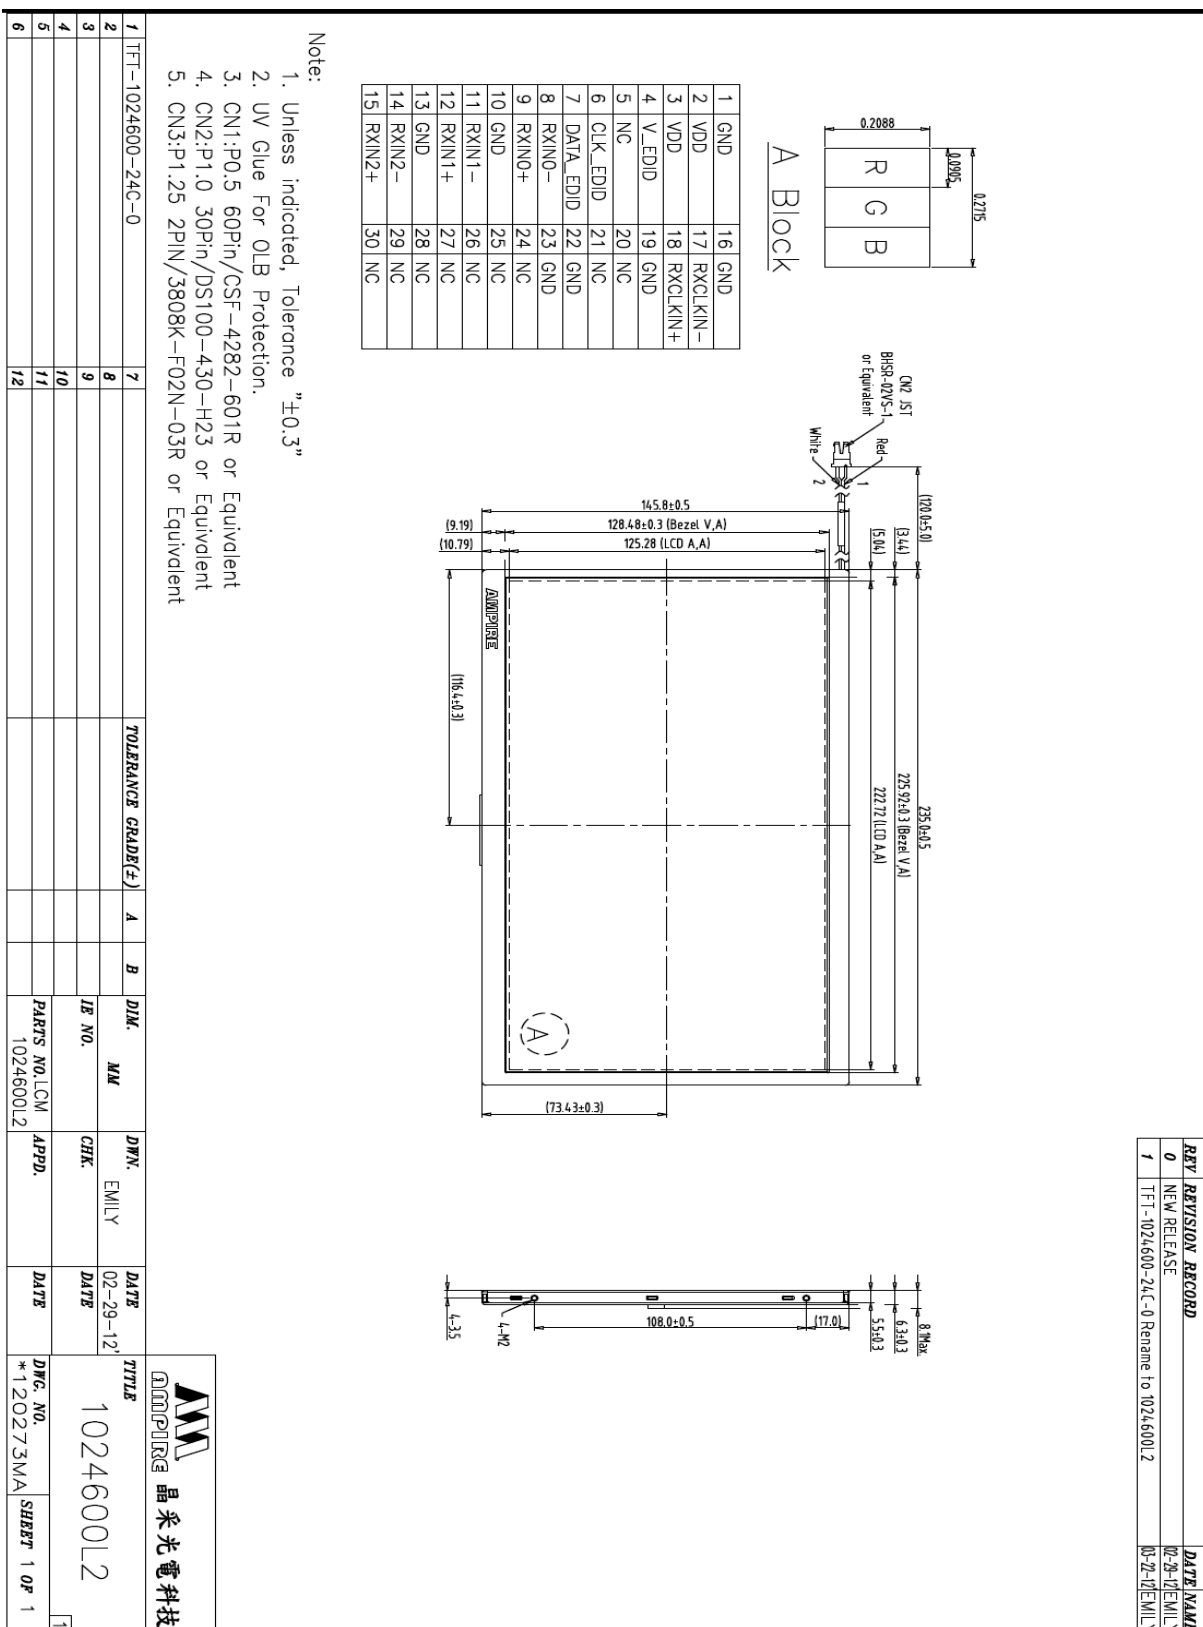 REV REVISION RECORD DATE NAME
0 NEW RELEASE 02-29-12' EMILY
1 TFT-1024600-24C-0 Rename to 1024600L2 03-22-12' EMILY
0.2715
0.0905
0.2088
R G B
A Block
1 GND 16 GND
2 VDD 17 RXCLKIN-
3 VDD 18 RXCLKIN+
4 V_EDID 19 GND
5 NC 20 NC
6 CLK_EDID 21 NC
7 DATA_EDID 22 GND
8 RXIN0- 23 GND
9 RXIN0+ 24 NC
10 GND 25 NC
11 RXIN1- 26 NC
12 RXIN1+ 27 NC
13 GND 28 NC
14 RXIN2- 29 NC
15 RXIN2+ 30 NC
CN2 JST
BHSR-02VS-1
or Equivalent
Red
White
1
2
(120.0±5.0)
(3.44)
(5.04)
235.0±0.5
225.92±0.3 (Bezel V,A)
222.72 (LCD A,A)
145.8±0.5
128.48±0.3 (Bezel V,A)
125.28 (LCD A,A)
(9.19)
(10.79)
AMPIRE
(116.4±0.3)
A
(73.43±0.3)
8.1Max.
6.3±0.3
5.5±0.3
(17.0)
108.0±0.5
4-M2
4-3.5
Note:
1. Unless indicated, Tolerance "±0.3"
2. UV Glue For OLB Protection.
3. CN1:P0.5 60Pin/CSF-4282-601R or Equivalent
4. CN2:P1.0 30Pin/DS100-430-H23 or Equivalent
5. CN3:P1.25 2PIN/3808K-F02N-03R or Equivalent
AMPIRE 晶采光電科技
1 TFT-1024600-24C-0 7 TOLERANCE GRADE(±) A B
2 8
3 9
4 10
5 11
6 12
DIM. MM
DWN. EMILY
DATE 02-29-12'
TITLE
1024600L2
IE NO.
CHK.
DATE
PARTS NO. LCM
1024600L2
APPD.
DATE
DWG. NO.
*120273MA
SHEET 1 OF 1
1